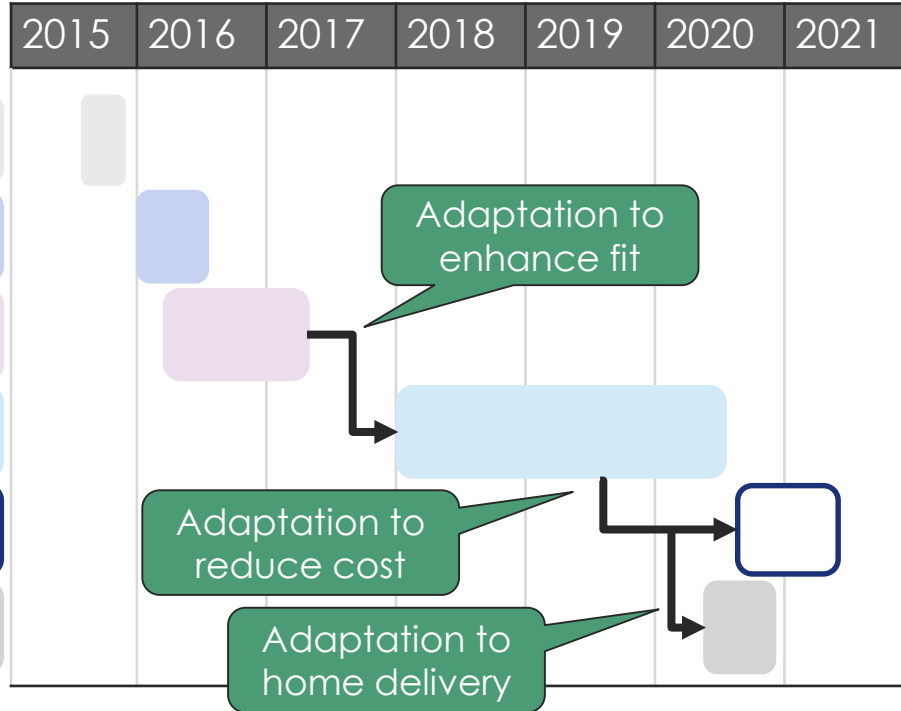 2015 2016 2017 2018 2019 2020 2021
Adaptation to
enhance fit
Adaptation to
reduce cost
Adaptation to
home delivery